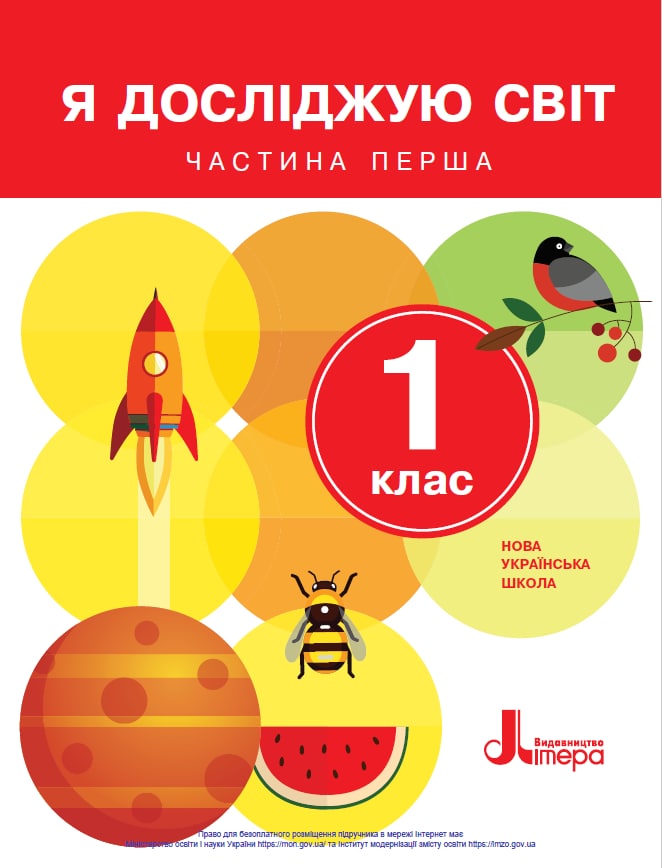 Я ДОСЛІДЖУЮ СВІТ
ЧАСТИНА ПЕРША
1
клас
НОВА
УКРАЇНСЬКА
ШКОЛА
Видавництво
Літера
Право для безоплатного розміщення підручника в мережі Інтернет має
Міністерство освіти і науки України https://mon.gov.ua/ та Інститут модернізації змісту освіти https://imzo.gov.ua